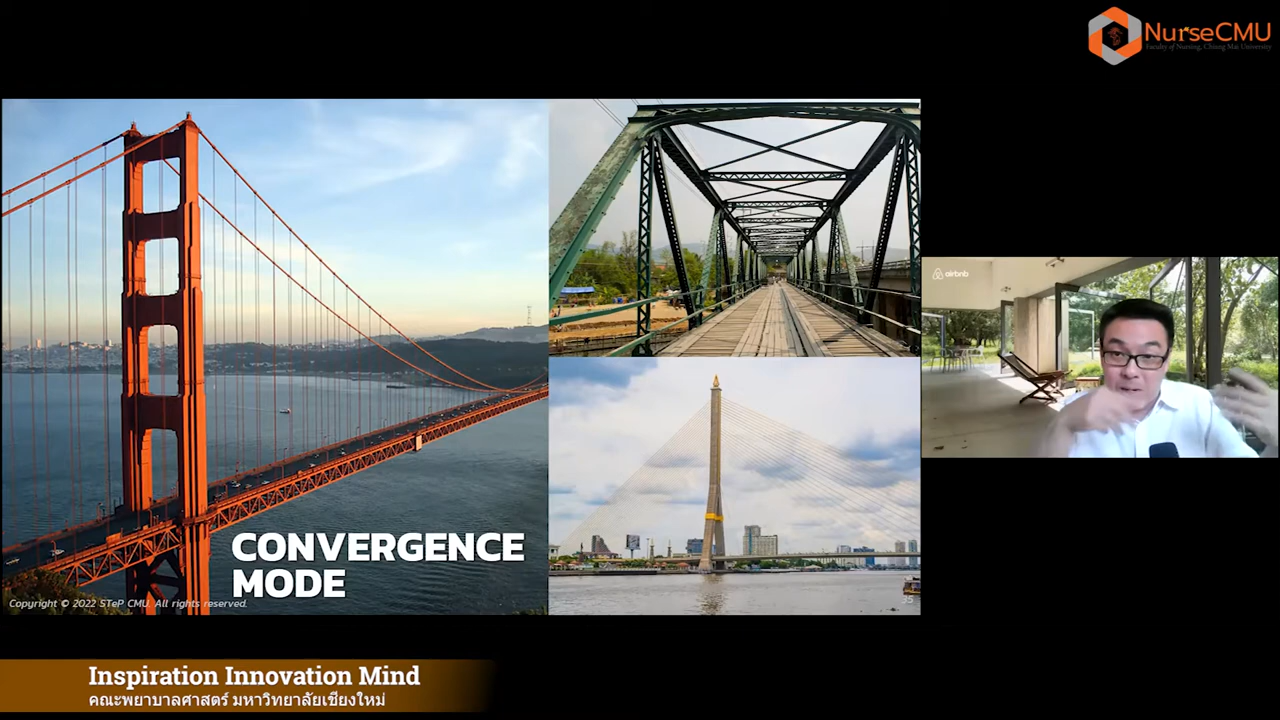 NurseCMU
Faculty of Nursing, Chiang Mai University
airbnb
CONVERGENCE
MODE
Copyright © 2022 STeP CMU. All rights reserved.
35
Inspiration Innovation Mind
คณะพยาบาลศาสตร์ มหาวิทยาลัยเชียงใหม่